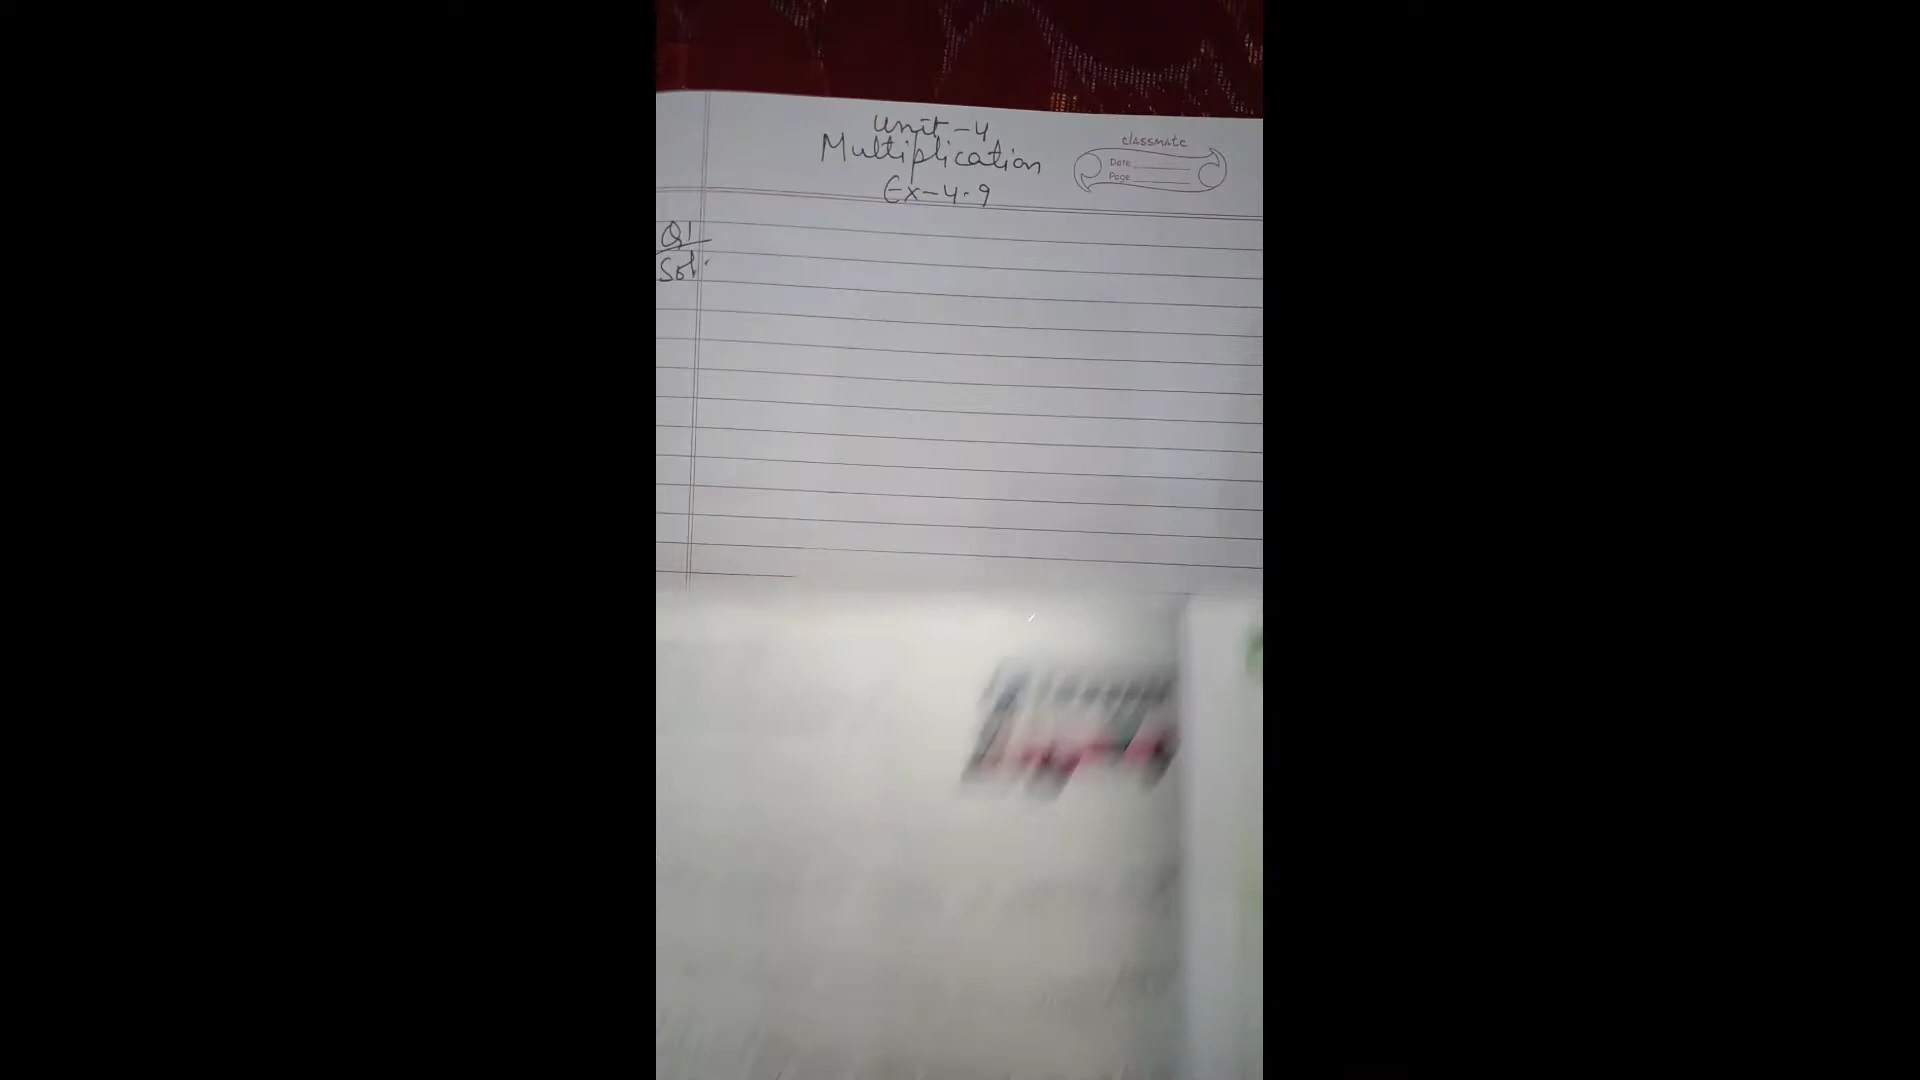 Unit-4
Multiplication
Ex-4.9
classmate
Date
Page
Q1
Sol.